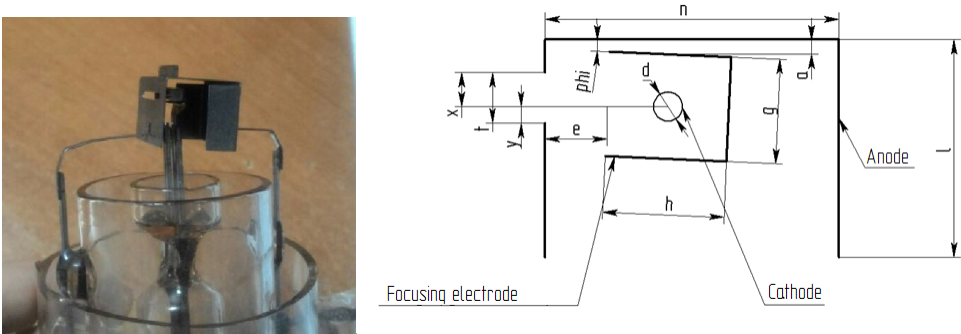 n
phi
d
a
x
t
y
e
g
Anode
l
h
Focusing electrode
Cathode